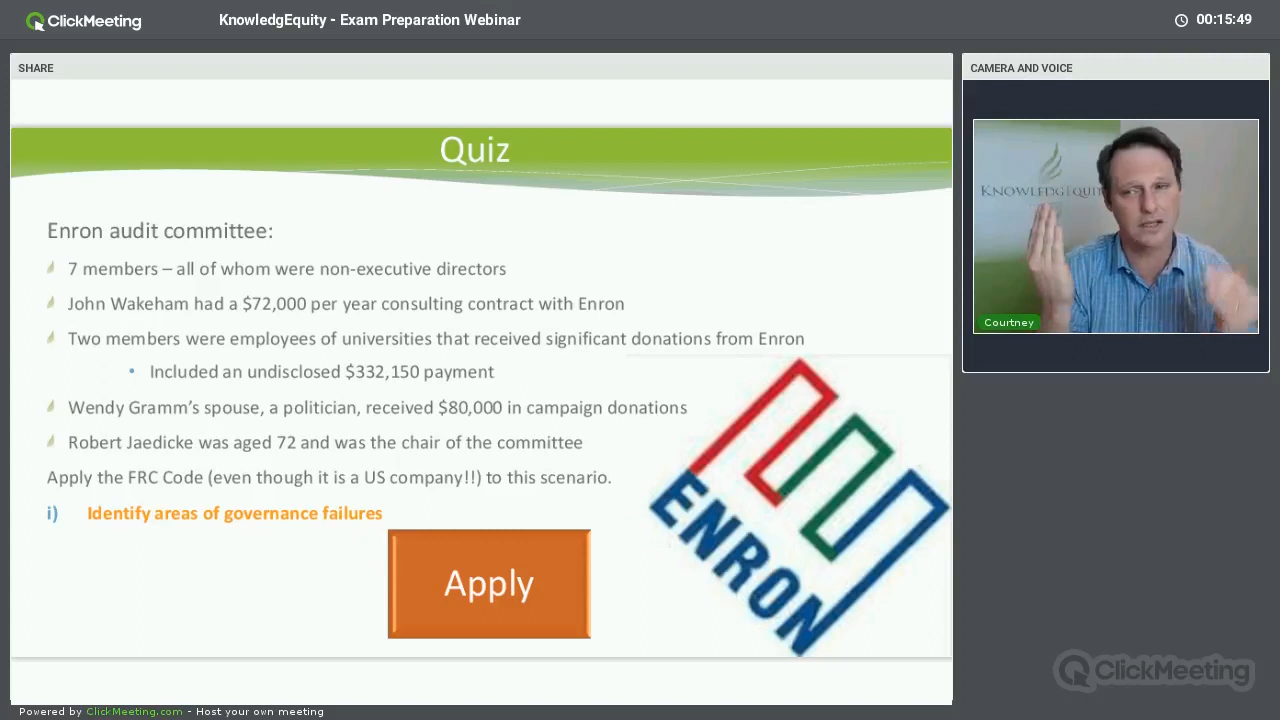 ClickMeeting
KnowledgEquity - Exam Preparation Webinar
00:15:49
SHARE
CAMERA AND VOICE
Quiz
Enron audit committee:
7 members – all of whom were non-executive directors
John Wakeham had a $72,000 per year consulting contract with Enron
Two members were employees of universities that received significant donations from Enron
Included an undisclosed $332,150 payment
Wendy Gramm's spouse, a politician, received $80,000 in campaign donations
Robert Jaedicke was aged 72 and was the chair of the committee
Apply the FRC Code (even though it is a US company!!) to this scenario.
i) Identify areas of governance failures
Apply
ENRON
KNOWLEDGEQUIT
Courtney
ClickMeeting
Powered by ClickMeeting.com - Host your own meeting